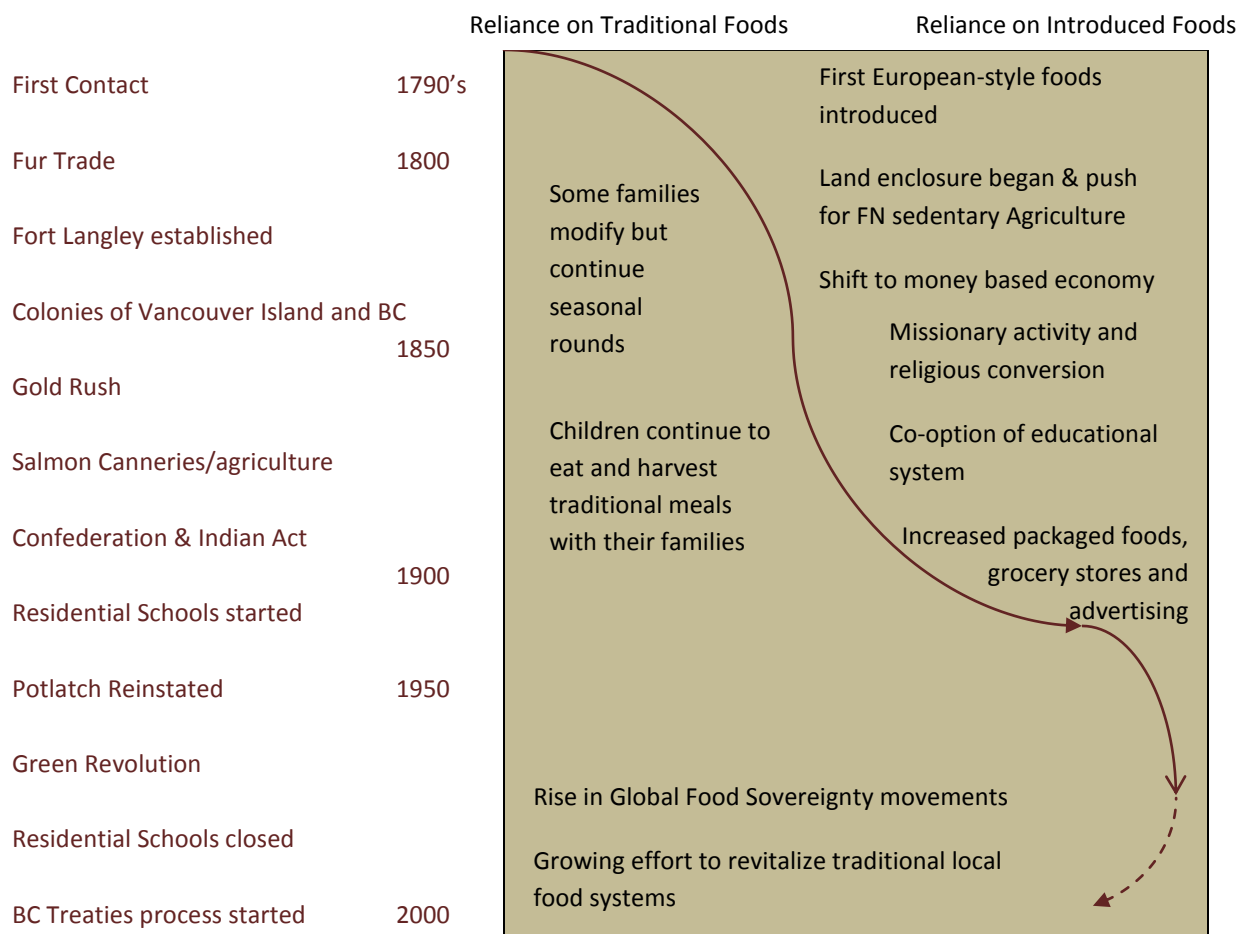 Reliance on Traditional Foods
Reliance on Introduced Foods
First Contact 1790’s
Fur Trade 1800
Fort Langley established
Colonies of Vancouver Island and BC
1850
Gold Rush
Salmon Canneries/agriculture
Confederation & Indian Act
1900
Residential Schools started
Potlatch Reinstated 1950
Green Revolution
Residential Schools closed
BC Treaties process started 2000
Some families
modify but
continue
seasonal
rounds
Children continue to
eat and harvest
traditional meals
with their families
First European-style foods
introduced
Land enclosure began & push
for FN sedentary Agriculture
Shift to money based economy
Missionary activity and
religious conversion
Co-option of educational
system
Increased packaged foods,
grocery stores and
advertising
Rise in Global Food Sovereignty movements
Growing effort to revitalize traditional local
food systems